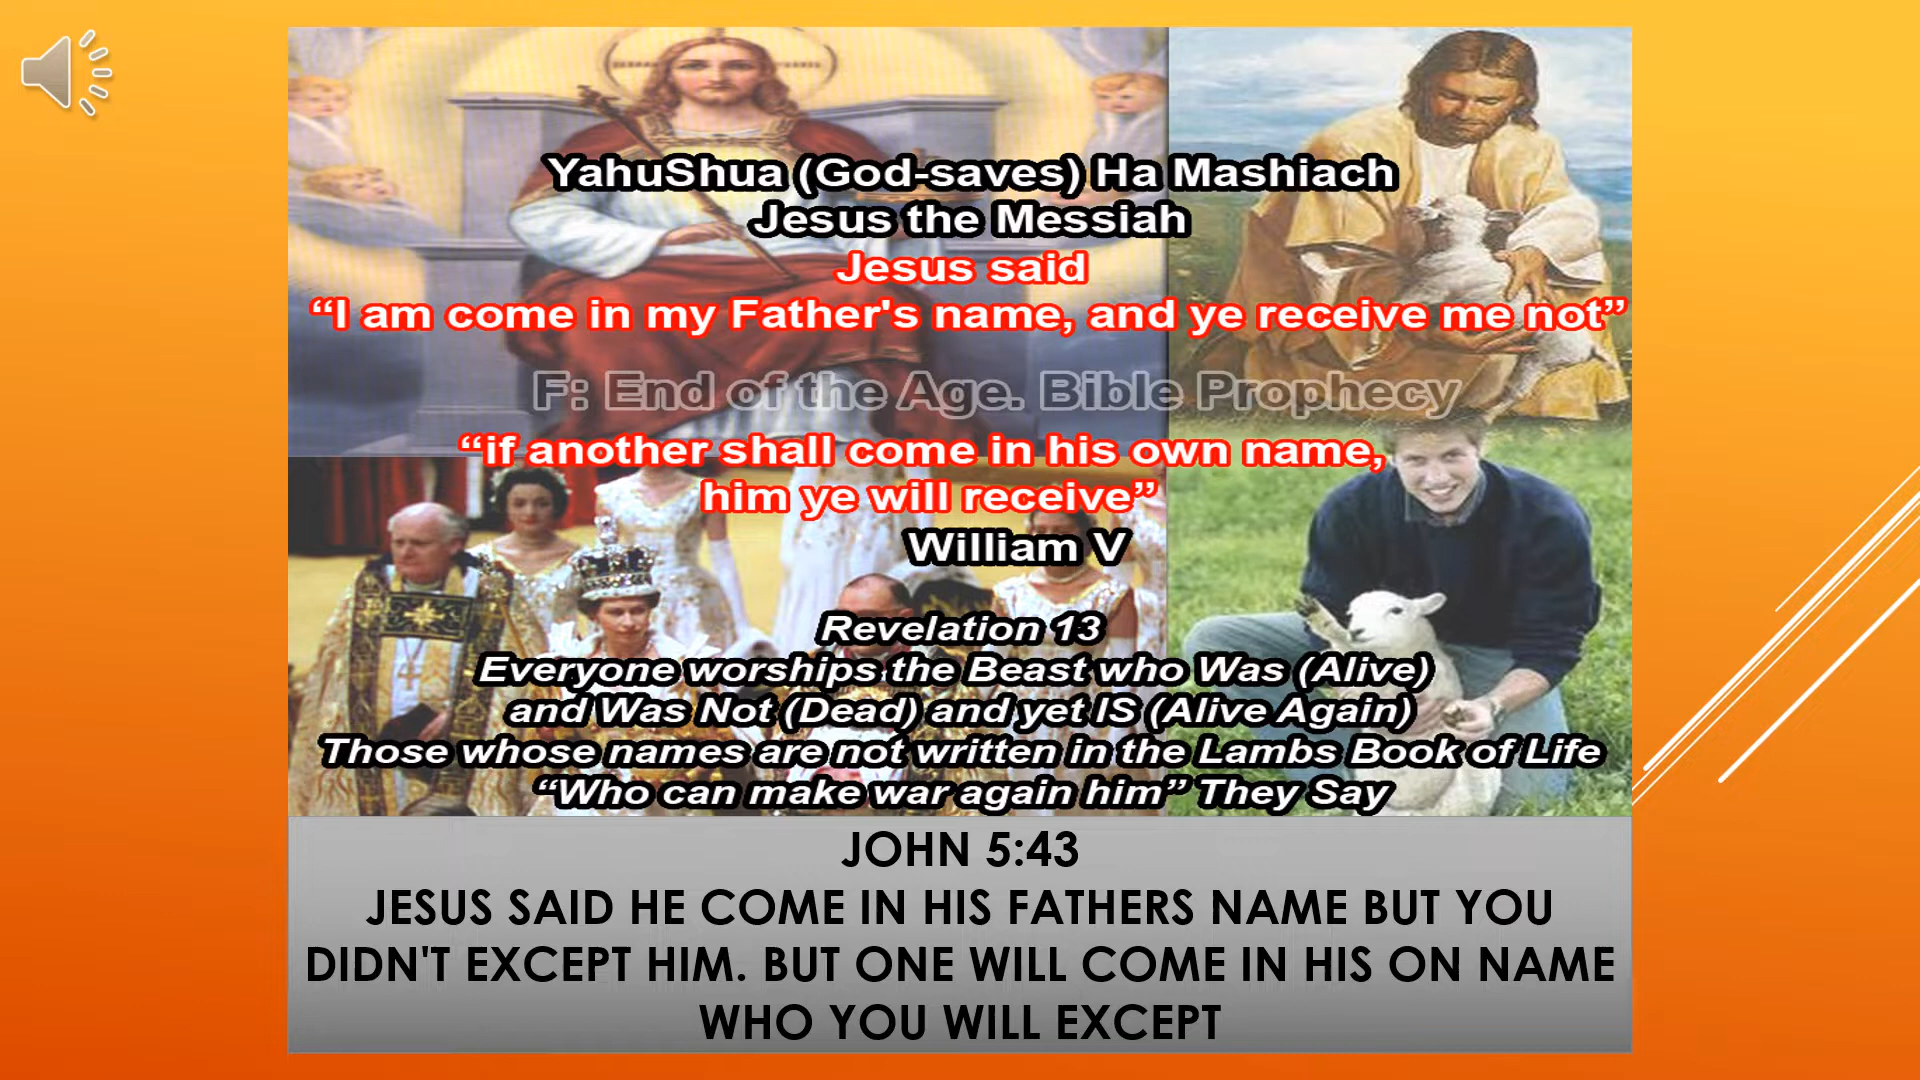 YahuShua (God-saves) Ha Mashiach
Jesus the Messiah
Jesus said
“I am come in my Father's name, and ye receive me not”
F: End of the Age. Bible Prophecy
“if another shall come in his own name,
him ye will receive”
William V
Revelation 13
Everyone worships the Beast who Was (Alive)
and Was Not (Dead) and yet IS (Alive Again)
Those whose names are not written in the Lambs Book of Life
“Who can make war again him” They Say
JOHN 5:43
JESUS SAID HE COME IN HIS FATHERS NAME BUT YOU
DIDN'T EXCEPT HIM. BUT ONE WILL COME IN HIS ON NAME
WHO YOU WILL EXCEPT